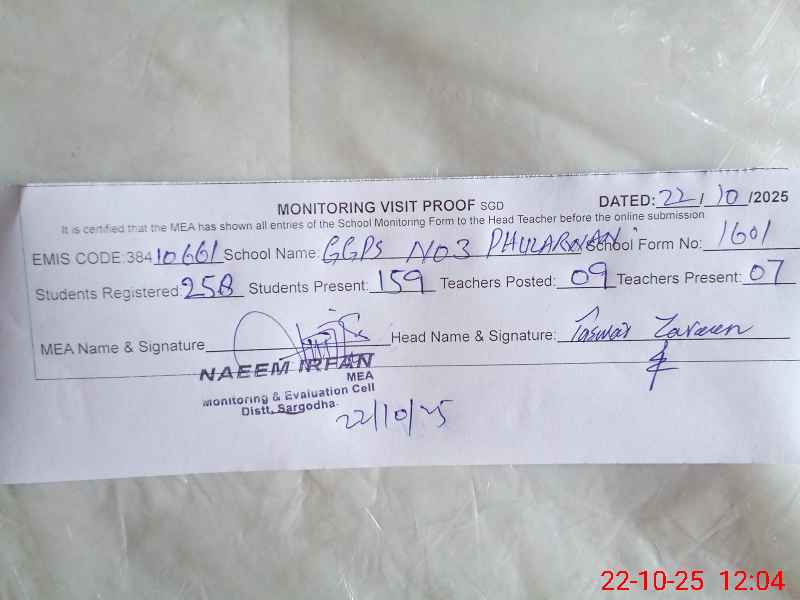 MONITORING VISIT PROOF SGD DATED: 22/10/2025
It is certified that the MEA has shown all entries of the School Monitoring Form to the Head Teacher before the online submission
EMIS CODE:38410661 School Name: GGPS NO3 PHULARWAN School Form No: 1601
Students Registered: 258 Students Present: 159 Teachers Posted: 09 Teachers Present: 07
MEA Name & Signature Head Name & Signature: Taswar Zareen
NAEEM IRFAN
MEA
Monitoring & Evaluation Cell
Distt, Sargodha.
22/10/25
22-10-25 12:04